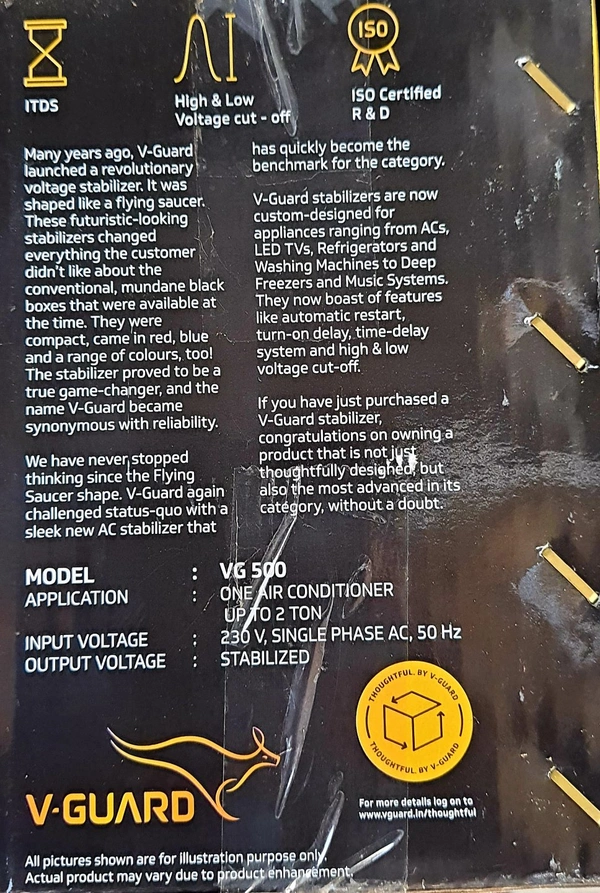 ISO
ITDS
High & Low
Voltage cut - off
ISO Certified
R & D
Many years ago, V-Guard
launched a revolutionary
voltage stabilizer. It was
shaped like a flying saucer.
These futuristic-looking
stabilizers changed
everything the customer
didn't like about the
conventional, mundane black
boxes that were available at
the time. They were
compact, came in red, blue
and a range of colours, too!
The stabilizer proved to be a
true game-changer, and the
name V-Guard became
synonymous with reliability.
We have never stopped
thinking since the Flying
Saucer shape. V-Guard again
challenged status-quo with a
sleek new AC stabilizer that
has quickly become the
benchmark for the category.
V-Guard stabilizers are now
custom-designed for
appliances ranging from ACs,
LED TVs, Refrigerators and
Washing Machines to Deep
Freezers and Music Systems.
They now boast of features
like automatic restart,
turn-on delay, time-delay
system and high & low
voltage cut-off.
If you have just purchased a
V-Guard stabilizer,
congratulations on owning a
product that is not just
thoughtfully designed, but
also the most advanced in its
category, without a doubt.
MODEL : VG 500
APPLICATION : ONE AIR CONDITIONER
UP TO 2 TON
INPUT VOLTAGE : 230 V, SINGLE PHASE AC, 50 Hz
OUTPUT VOLTAGE : STABILIZED
THOUGHTFUL. BY V-GUARD
THOUGHTFUL. BY V-GUARD
V-GUARD
For more details log on to
www.vguard.in/thoughtful
All pictures shown are for illustration purpose only.
Actual product may vary due to product enhancement.